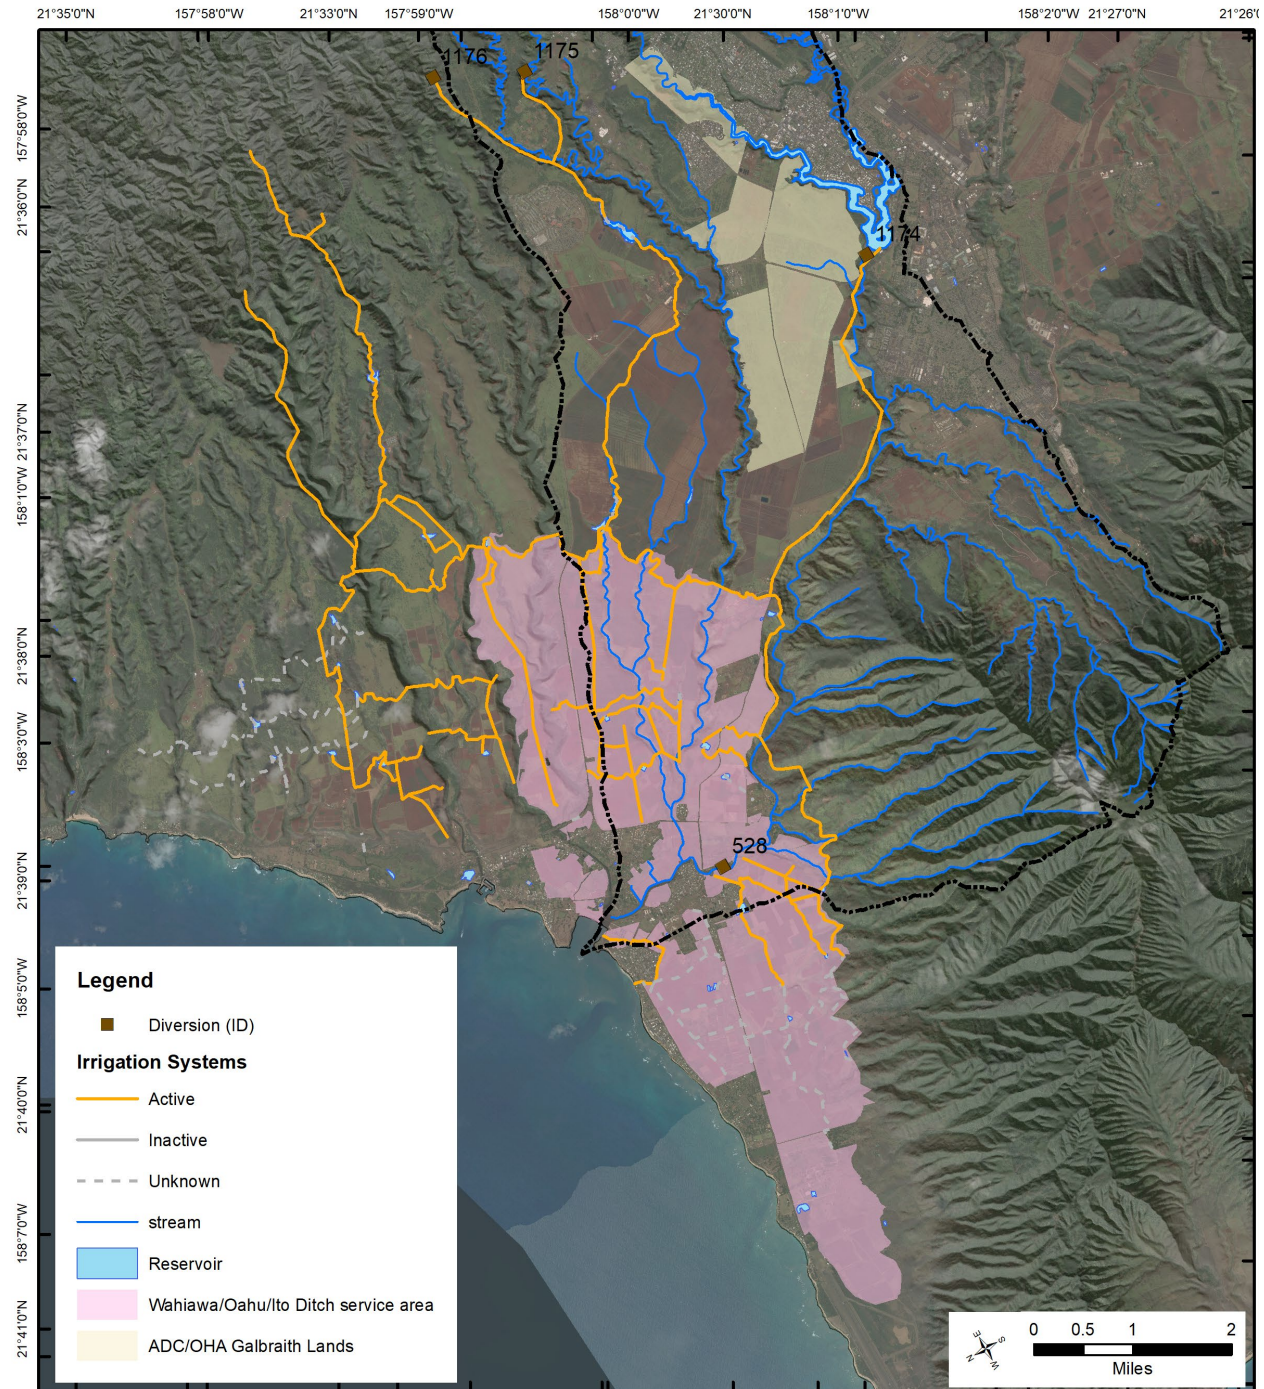 21°35'0"N 157°58'0"W 21°33'0"N 157°59'0"W 158°0'0"W 21°30'0"N 158°1'0"W 158°2'0"W 21°27'0"N 21°26'
1176
1175
157°58'0"W
21°36'0"N
1174
21°37'0"N
158°1'0"W
21°38'0"N
158°3'0"W
528
21°39'0"N
Legend
158°5'0"W
Diversion (ID)
Irrigation Systems
Active
21°40'0"N
Inactive
Unknown
stream
158°7'0"W
Reservoir
Wahiawa/Oahu/Ito Ditch service area
21°41'0"N
ADC/OHA Galbraith Lands
N E S W
0 0.5 1 2
Miles